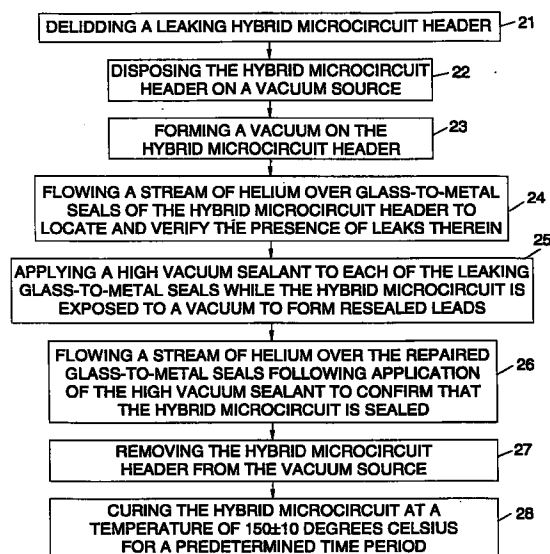 DELIDDING A LEAKING HYBRID MICROCIRCUIT HEADER
21
DISPOSING THE HYBRID MICROCIRCUIT
HEADER ON A VACUUM SOURCE
22
FORMING A VACUUM ON THE
HYBRID MICROCIRCUIT HEADER
23
FLOWING A STREAM OF HELIUM OVER GLASS-TO-METAL
SEALS OF THE HYBRID MICROCIRCUIT HEADER TO
LOCATE AND VERIFY THE PRESENCE OF LEAKS THEREIN
24
APPLYING A HIGH VACUUM SEALANT TO EACH OF THE LEAKING
GLASS-TO-METAL SEALS WHILE THE HYBRID MICROCIRCUIT IS
EXPOSED TO A VACUUM TO FORM RESEALED LEADS
25
FLOWING A STREAM OF HELIUM OVER THE REPAIRED
GLASS-TO-METAL SEALS FOLLOWING APPLICATION
OF THE HIGH VACUUM SEALANT TO CONFIRM THAT
THE HYBRID MICROCIRCUIT IS SEALED
26
REMOVING THE HYBRID MICROCIRCUIT
HEADER FROM THE VACUUM SOURCE
27
CURING THE HYBRID MICROCIRCUIT AT A
TEMPERATURE OF 150±10 DEGREES CELSIUS
FOR A PREDETERMINED TIME PERIOD
28